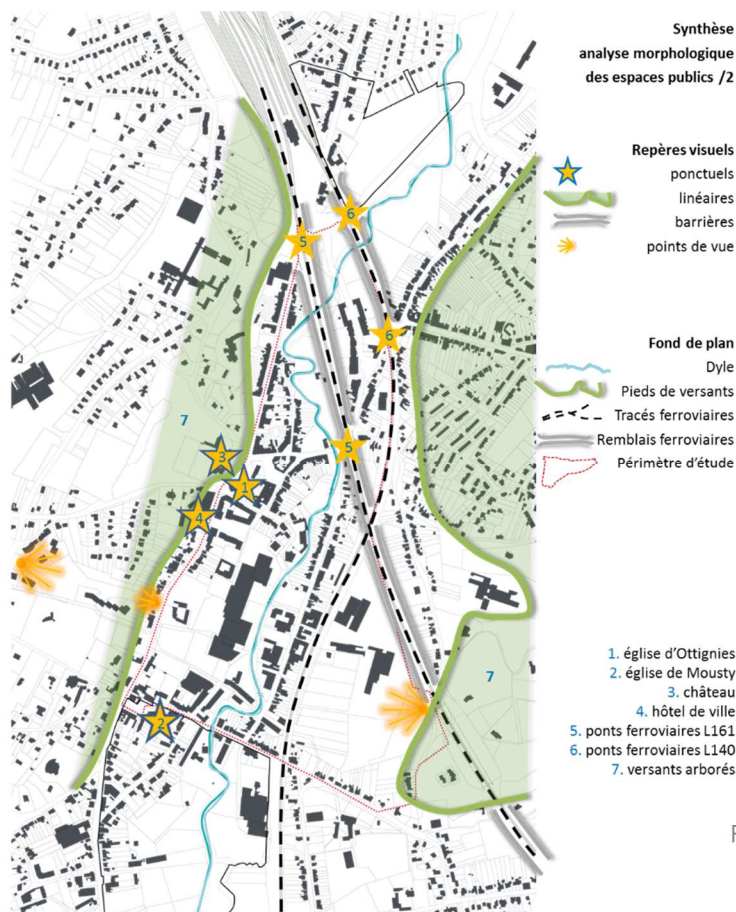 Synthèse
analyse morphologique
des espaces publics /2
Repères visuels
ponctuels
linéaires
barrières
points de vue
Fond de plan
Dyle
Pieds de versants
Tracés ferroviaires
Remblais ferroviaires
Périmètre d'étude
1. église d'Ottignies
2. église de Mousty
3. château
4. hôtel de ville
5. ponts ferroviaires L161
6. ponts ferroviaires L140
7. versants arborés
6
5
6
5
7
3
1
4
7
2